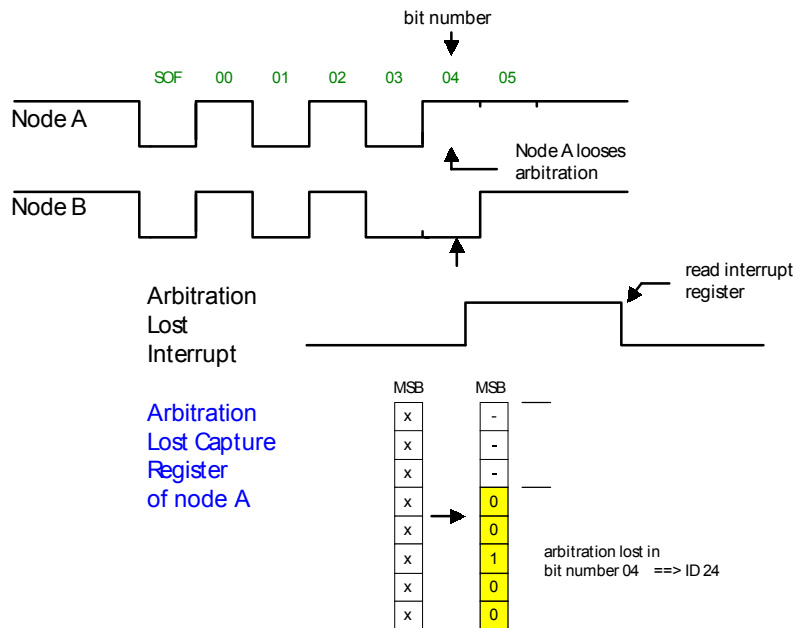 bit number
SOF 00 01 02 03 04 05
Node A
Node A looses
arbitration
Node B
read interrupt
register
Arbitration
Lost
Interrupt
MSB MSB
Arbitration
Lost Capture
Register
of node A
x -
x -
x -
x 0
x 0
x 1
x 0
x 0
arbitration lost in
bit number 04 ==> ID 24